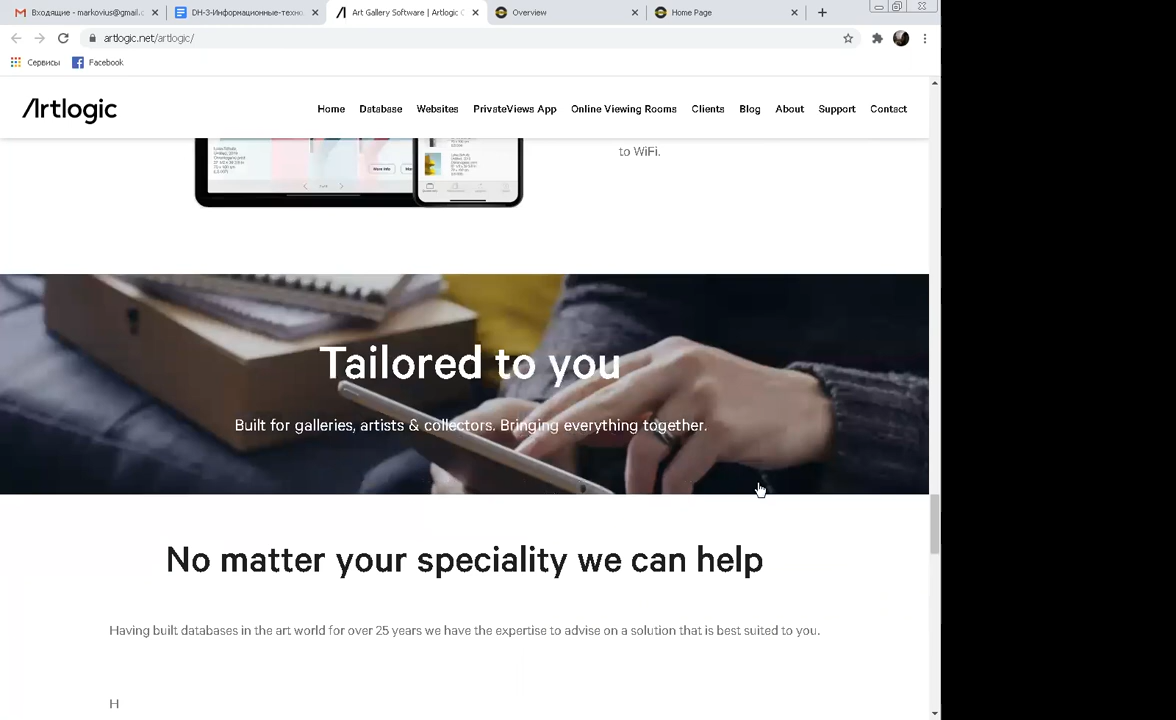 Входящие - markovius@gmail.c
DH-3-Информационные-техно
Art Gallery Software | Artlogic
Overview
Home Page
artlogic.net/artlogic/
Сервисы
Facebook
Artlogic
Home
Database
Websites
PrivateViews App
Online Viewing Rooms
Clients
Blog
About
Support
Contact
to WiFi.
More Info
Tailored to you
Built for galleries, artists & collectors. Bringing everything together.
No matter your speciality we can help
Having built databases in the art world for over 25 years we have the expertise to advise on a solution that is best suited to you.
H